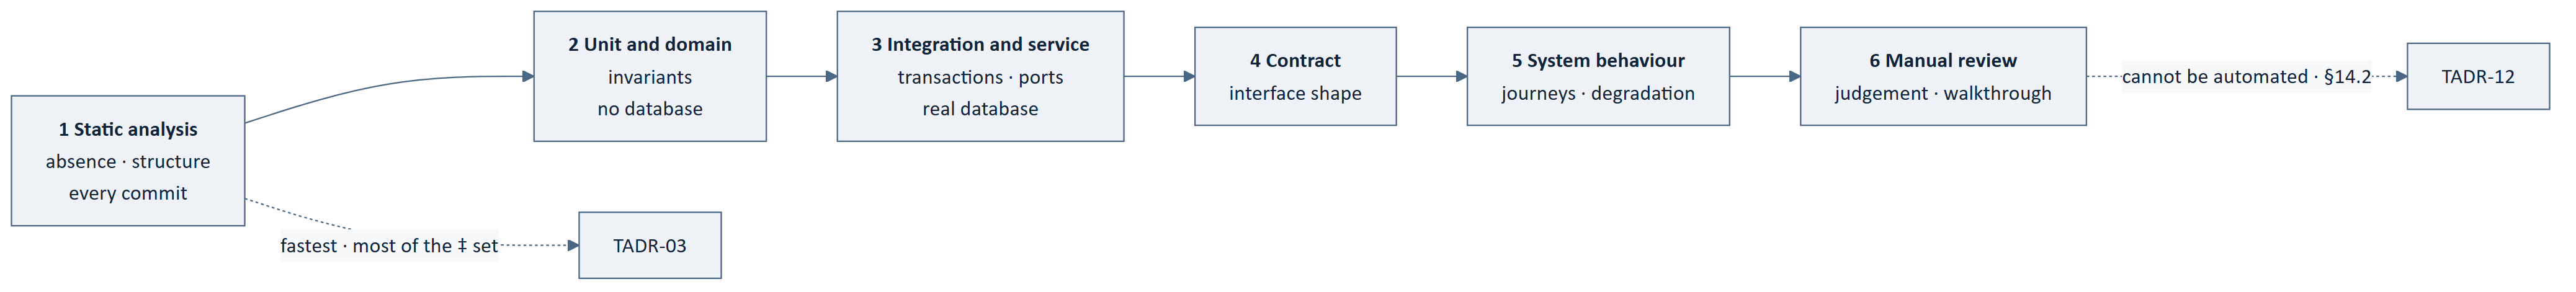 1 Static analysis
absence · structure
every commit
fastest · most of the ‡ set
TADR-03
2 Unit and domain
invariants
no database
3 Integration and service
transactions · ports
real database
4 Contract
interface shape
5 System behaviour
journeys · degradation
6 Manual review
judgement · walkthrough
cannot be automated · §14.2
TADR-12